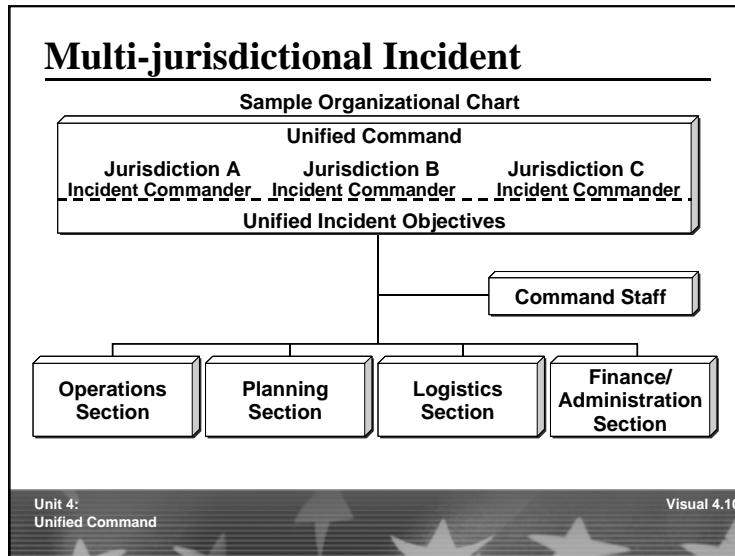 Multi-jurisdictional Incident
Sample Organizational Chart
Unified Command
Jurisdiction A
Incident Commander
Jurisdiction B
Incident Commander
Jurisdiction C
Incident Commander
Unified Incident Objectives
Command Staff
Operations
Section
Planning
Section
Logistics
Section
Finance/
Administration
Section
Unit 4:
Unified Command
Visual 4.10